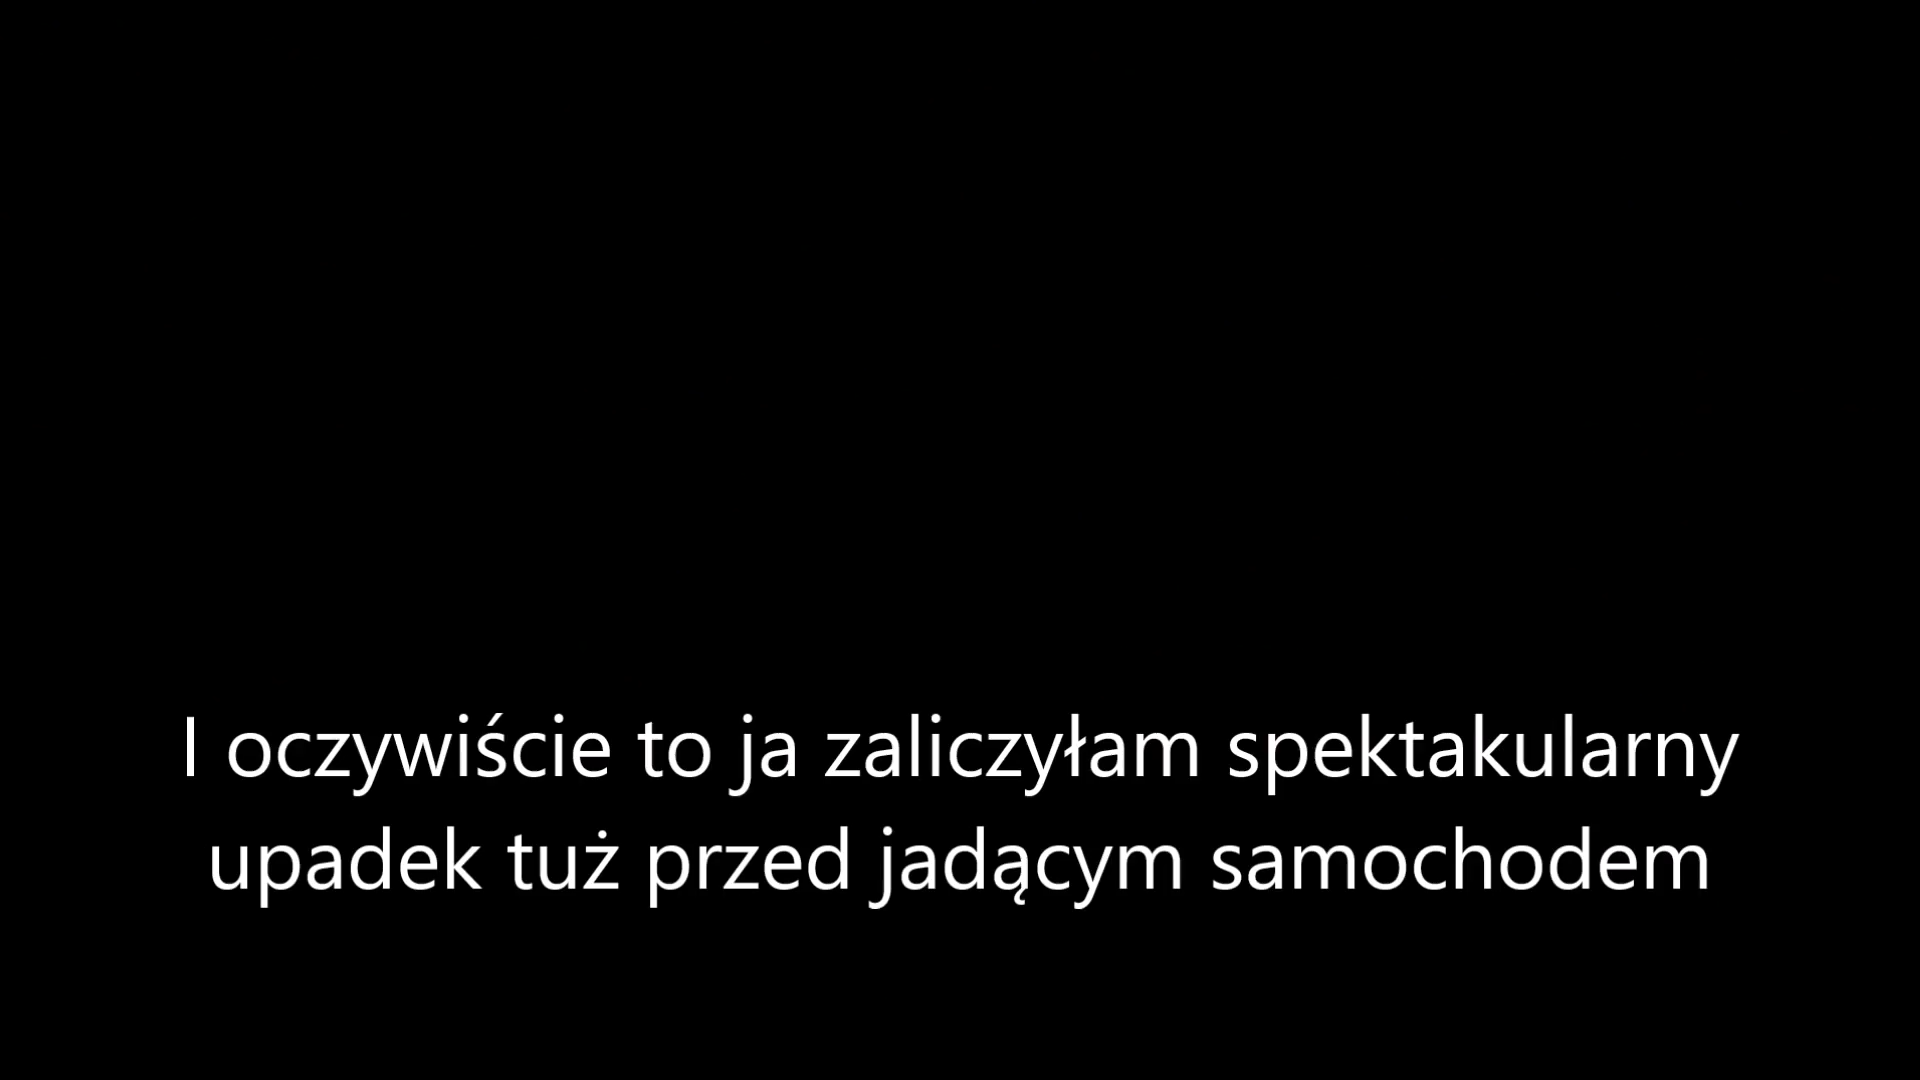 I oczywiście to ja zaliczyłam spektakularny
upadek tuż przed jadącym samochodem